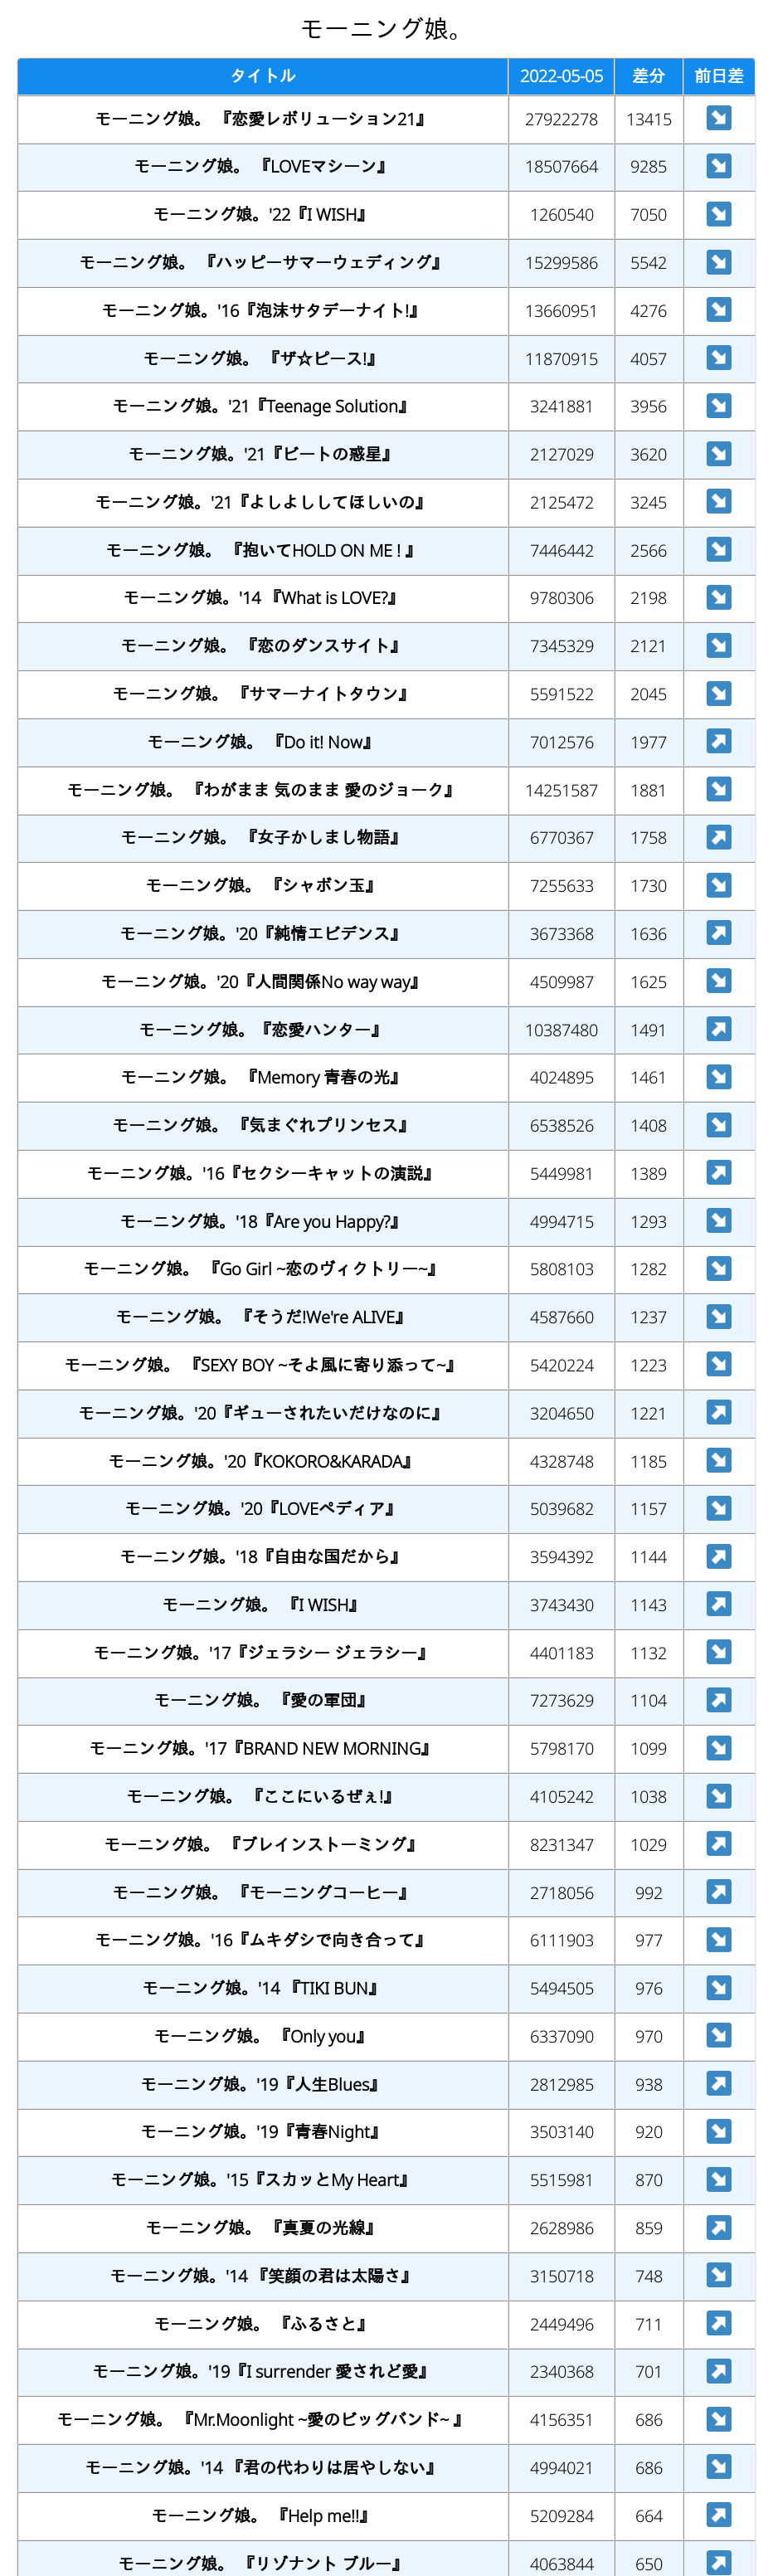 モーニング娘。
タイトル 2022-05-05 差分 前日差
モーニング娘。 『恋愛レボリューション21』 27922278 13415
モーニング娘。 『LOVEマシーン』 18507664 9285
モーニング娘。'22『I WISH』 1260540 7050
モーニング娘。 『ハッピーサマーウェディング』 15299586 5542
モーニング娘。'16『泡沫サタデーナイト!』 13660951 4276
モーニング娘。 『ザ☆ピース!』 11870915 4057
モーニング娘。'21『Teenage Solution』 3241881 3956
モーニング娘。'21『ビートの惑星』 2127029 3620
モーニング娘。'21『よしよししてほしいの』 2125472 3245
モーニング娘。 『抱いてHOLD ON ME ! 』 7446442 2566
モーニング娘。'14 『What is LOVE?』 9780306 2198
モーニング娘。 『恋のダンスサイト』 7345329 2121
モーニング娘。 『サマーナイトタウン』 5591522 2045
モーニング娘。 『Do it! Now』 7012576 1977
モーニング娘。 『わがまま 気のまま 愛のジョーク』 14251587 1881
モーニング娘。 『女子かしまし物語』 6770367 1758
モーニング娘。 『シャボン玉』 7255633 1730
モーニング娘。'20『純情エビデンス』 3673368 1636
モーニング娘。'20『人間関係No way way』 4509987 1625
モーニング娘。『恋愛ハンター』 10387480 1491
モーニング娘。 『Memory 青春の光』 4024895 1461
モーニング娘。 『気まぐれプリンセス』 6538526 1408
モーニング娘。'16『セクシーキャットの演説』 5449981 1389
モーニング娘。'18『Are you Happy?』 4994715 1293
モーニング娘。 『Go Girl ~恋のヴィクトリー~』 5808103 1282
モーニング娘。 『そうだ!We're ALIVE』 4587660 1237
モーニング娘。 『SEXY BOY ~そよ風に寄り添って~』 5420224 1223
モーニング娘。'20『ギューされたいだけなのに』 3204650 1221
モーニング娘。'20『KOKORO&KARADA』 4328748 1185
モーニング娘。'20『LOVEペディア』 5039682 1157
モーニング娘。'18『自由な国だから』 3594392 1144
モーニング娘。 『I WISH』 3743430 1143
モーニング娘。'17『ジェラシー ジェラシー』 4401183 1132
モーニング娘。 『愛の軍団』 7273629 1104
モーニング娘。'17『BRAND NEW MORNING』 5798170 1099
モーニング娘。 『ここにいるぜぇ!』 4105242 1038
モーニング娘。 『ブレインストーミング』 8231347 1029
モーニング娘。 『モーニングコーヒー』 2718056 992
モーニング娘。'16『ムキダシで向き合って』 6111903 977
モーニング娘。'14 『TIKI BUN』 5494505 976
モーニング娘。 『Only you』 6337090 970
モーニング娘。'19『人生Blues』 2812985 938
モーニング娘。'19『青春Night』 3503140 920
モーニング娘。'15『スカッとMy Heart』 5515981 870
モーニング娘。 『真夏の光線』 2628986 859
モーニング娘。'14 『笑顔の君は太陽さ』 3150718 748
モーニング娘。 『ふるさと』 2449496 711
モーニング娘。'19『I surrender 愛されど愛』 2340368 701
モーニング娘。 『Mr.Moonlight ~愛のビッグバンド~ 』 4156351 686
モーニング娘。'14 『君の代わりは居やしない』 4994021 686
モーニング娘。 『Help me!!』 5209284 664
モーニング娘。 『リゾナント ブルー』 4063844 650